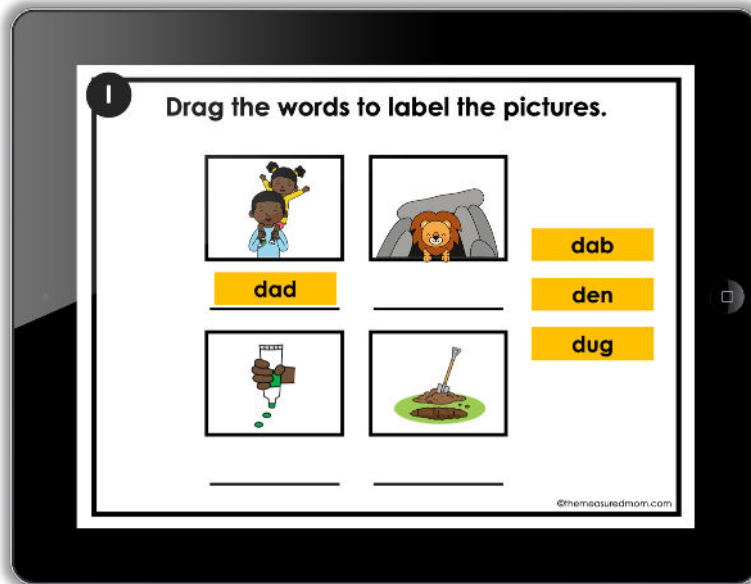 1
Drag the words to label the pictures.
dad
dab
den
dug
©themeasuredmom.com